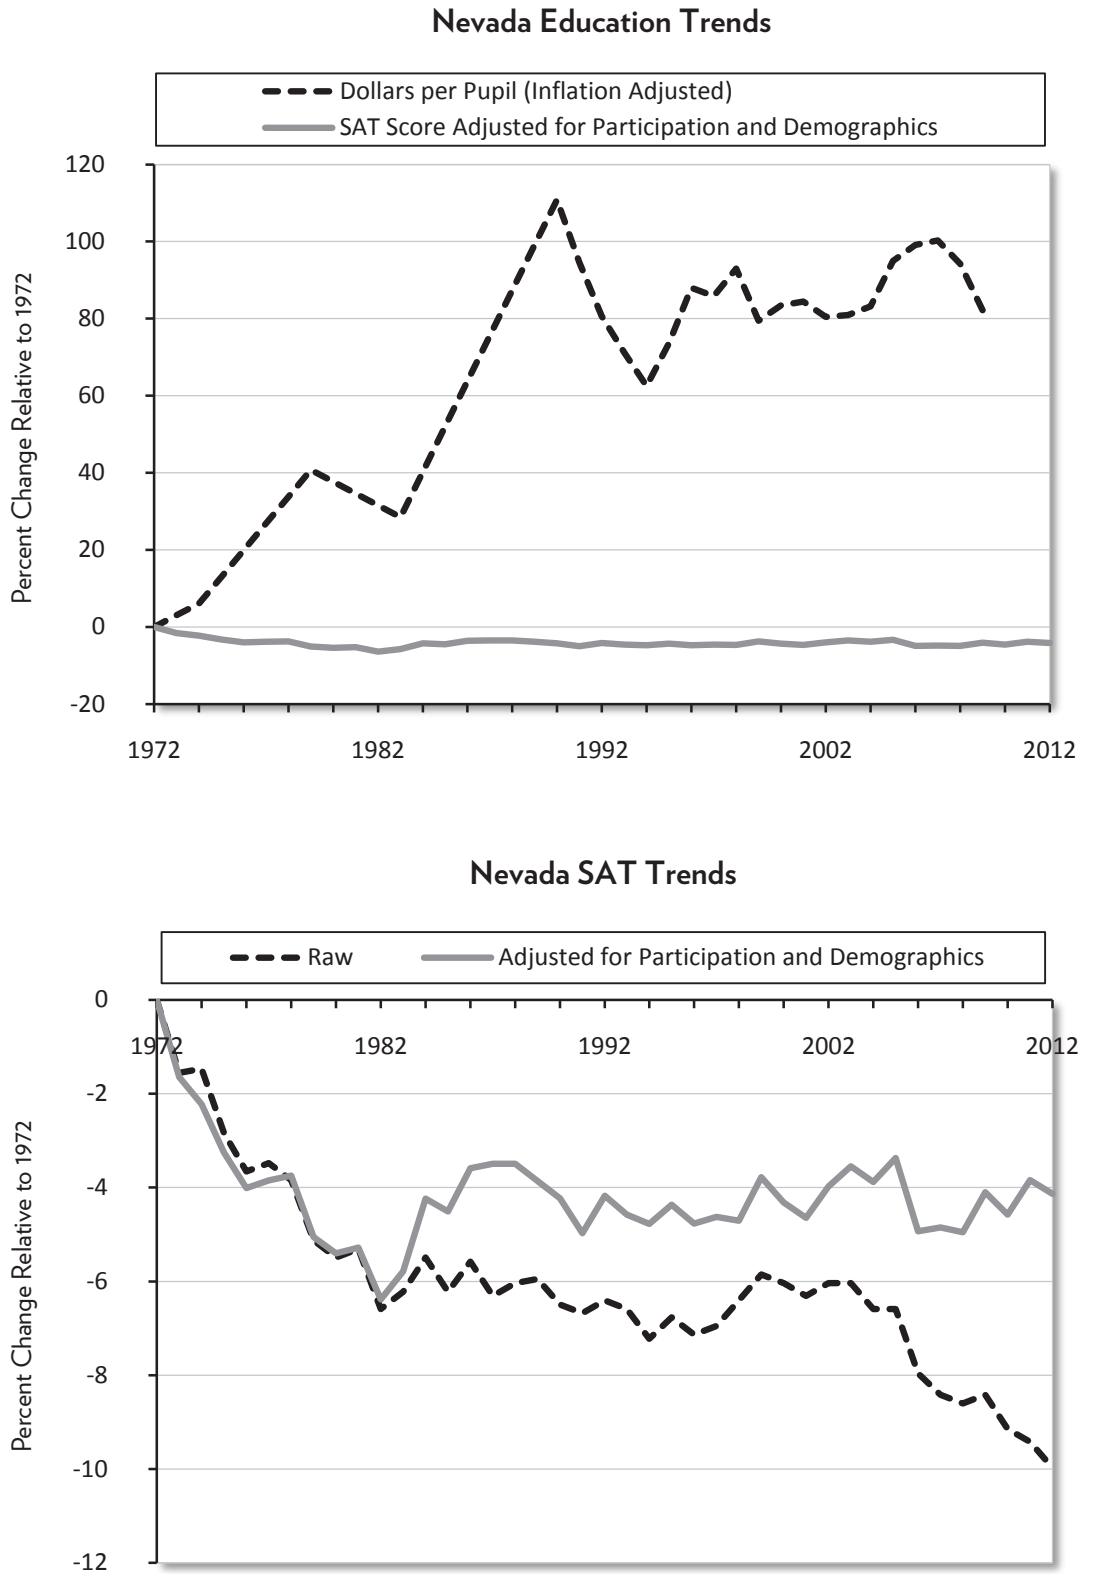 Nevada Education Trends
Dollars per Pupil (Inflation Adjusted)
SAT Score Adjusted for Participation and Demographics
Percent Change Relative to 1972
120
100
80
60
40
20
0
-20
1972 1982 1992 2002 2012
Nevada SAT Trends
Raw Adjusted for Participation and Demographics
Percent Change Relative to 1972
0
1972 1982 1992 2002 2012
-2
-4
-6
-8
-10
-12